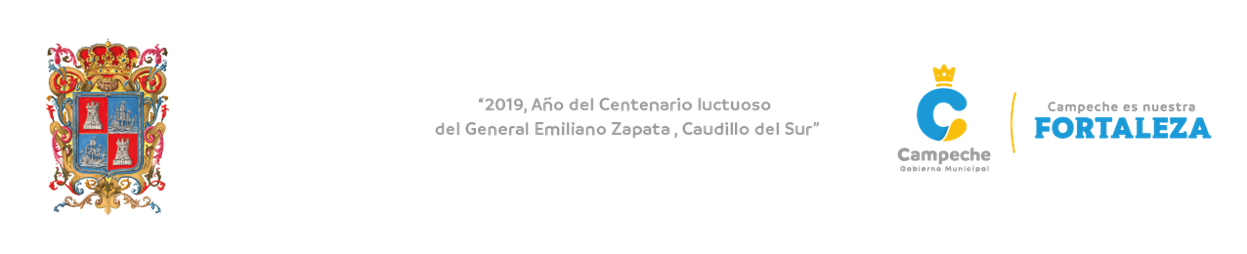 “2019, Año del Centenario luctuoso
del General Emiliano Zapata , Caudillo del Sur”
Campeche
Gobierno Municipal
Campeche es nuestra
FORTALEZA